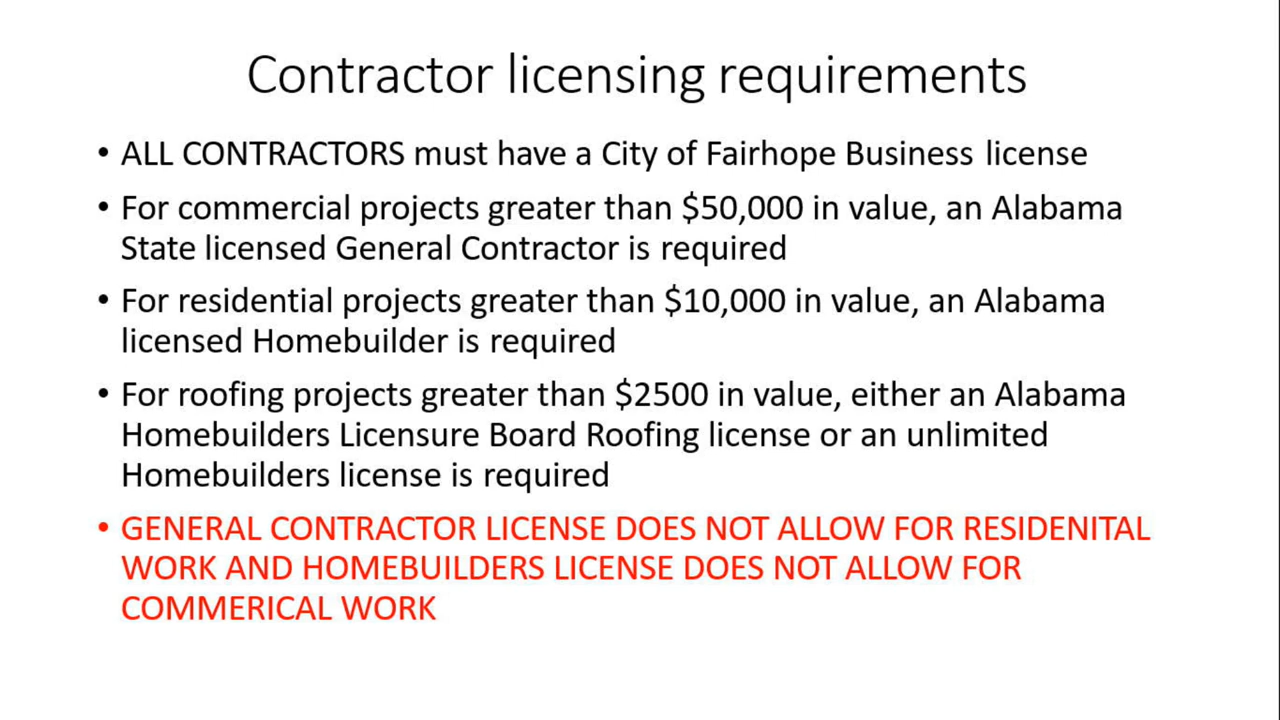 Contractor licensing requirements
• ALL CONTRACTORS must have a City of Fairhope Business license
• For commercial projects greater than $50,000 in value, an Alabama
State licensed General Contractor is required
• For residential projects greater than $10,000 in value, an Alabama
licensed Homebuilder is required
• For roofing projects greater than $2500 in value, either an Alabama
Homebuilders Licensure Board Roofing license or an unlimited
Homebuilders license is required
• GENERAL CONTRACTOR LICENSE DOES NOT ALLOW FOR RESIDENITAL
WORK AND HOMEBUILDERS LICENSE DOES NOT ALLOW FOR
COMMERICAL WORK